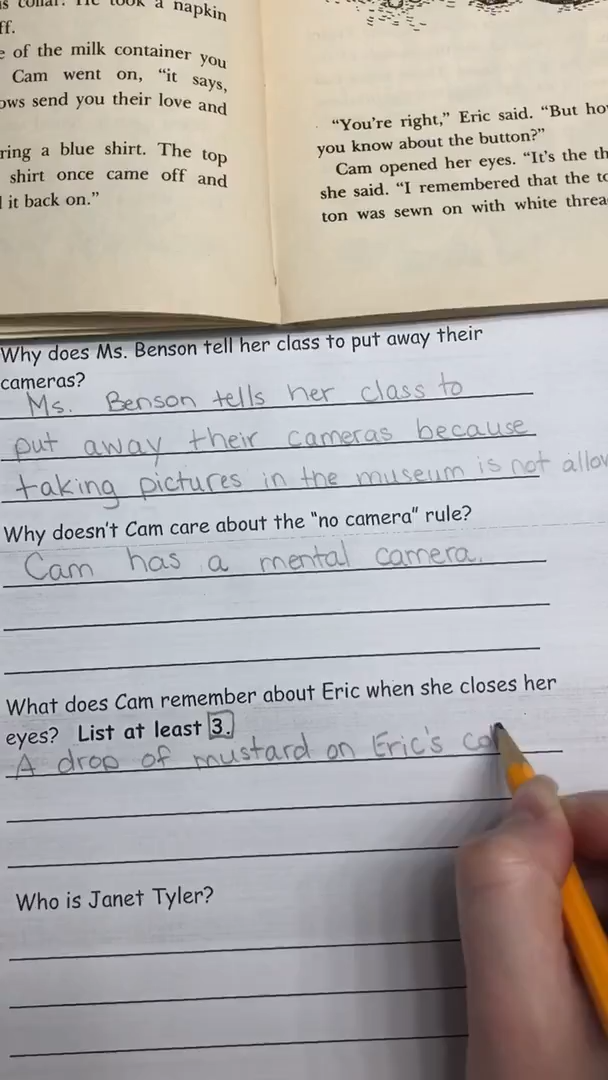 collar. He took a napkin
ff.
of the milk container you
Cam went on, “it says,
ows send you their love and
ring a blue shirt. The top
shirt once came off and
it back on.”
“You’re right,” Eric said. “But ho
you know about the button?”
Cam opened her eyes. “It’s the th
she said. “I remembered that the to
ton was sewn on with white threa
Why does Ms. Benson tell her class to put away their
cameras?
Ms. Benson tells her class to
put away their cameras because
taking pictures in the museum is not allow
Why doesn't Cam care about the "no camera" rule?
Cam has a mental camera.
What does Cam remember about Eric when she closes her
eyes? List at least 3.
A drop of mustard on Eric's col
Who is Janet Tyler?